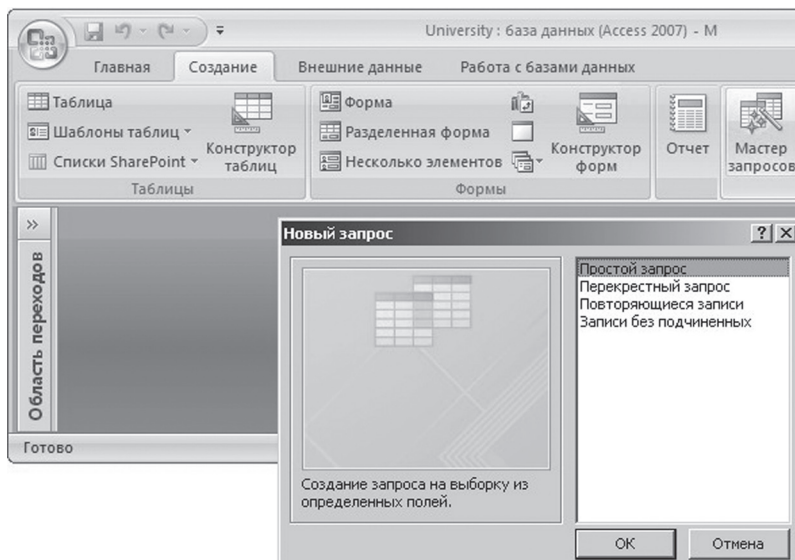 University : база данных (Access 2007) - M
Главная Создание Внешние данные Работа с базами данных
Таблица
Шаблоны таблиц
Списки SharePoint
Конструктор
таблиц
Таблицы
Форма
Разделенная форма
Несколько элементов
Конструктор
форм
Формы
Отчет
Мастер
запросов
»
Область переходов
Готово
Новый запрос
Простой запрос
Перекрестный запрос
Повторяющиеся записи
Записи без подчиненных
Создание запроса на выборку из
определенных полей.
ОК Отмена